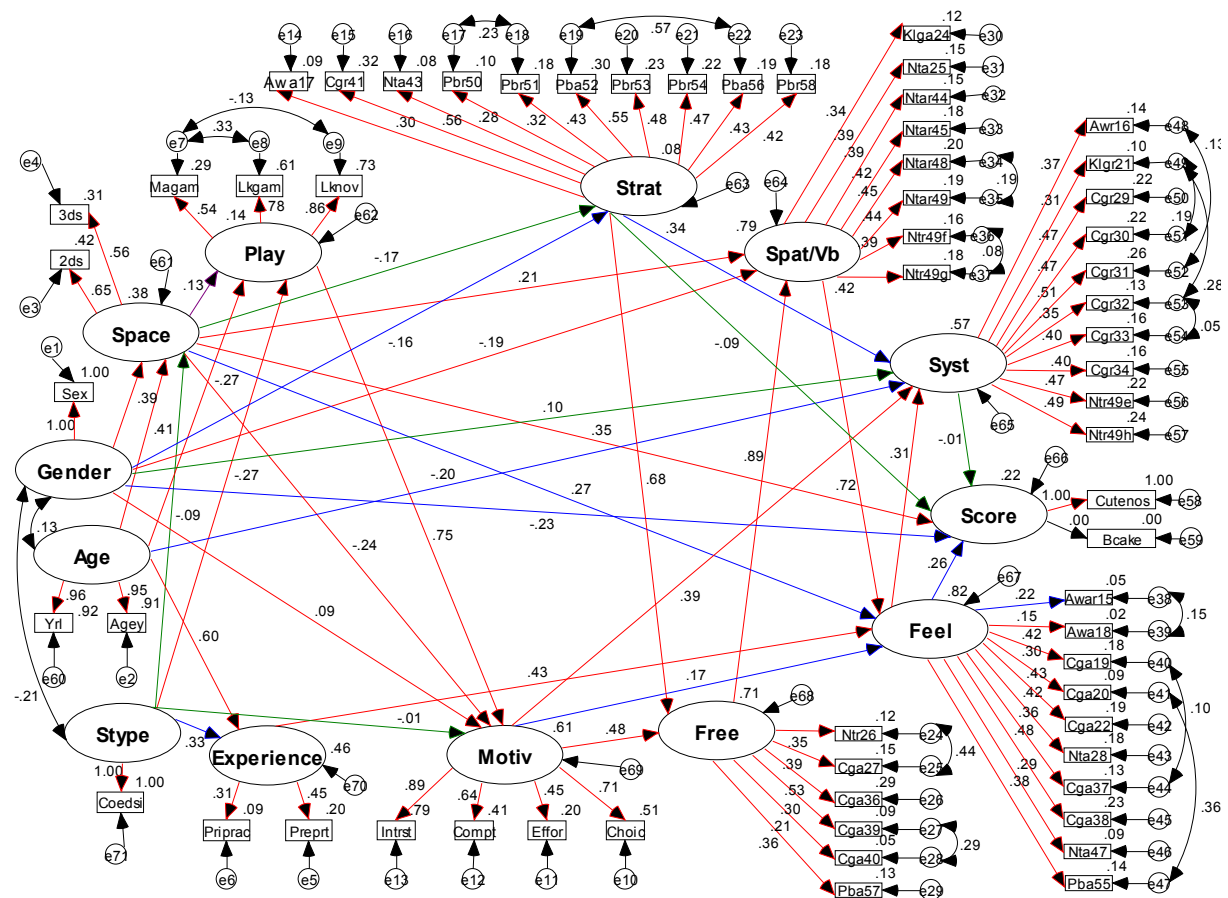 e14 e15 e16 e17 .23 e18 e19 .57 e20 e21 e22 e23
.09 .32 .08 .10 .18 .30 .23 .22 .19 .18
Awa17 Cgr41 Nta43 Pbr50 Pbr51 Pba52 Pbr53 Pbr54 Pba56 Pbr58
.30 .56 .28 .32 .43 .55 .48 .47 .43 .42
.08
Strat
e63
-.13
e7 .33 e8 e9
.29 .61 .73
Magam Lkgam Lknov
.54 .78 .86
.14
Play
e62
e4
.31
3ds
.42
.56
2ds
e3
.65
.38
e61
.13
Space
e1
1.00
Sex
1.00
Gender
.13
Age
.96 .95
.92 .91
Yrl Agey
e60 e2
-.21
Stype
1.00
1.00
Coedsi
e71
.33
.39
.41
-.27
-.27
-.09
.60
-.24
.75
.09
-.01
-.17
-.16
.21
-.19
.10
-.20
.27
-.23
.35
.34
-.09
.68
.89
.72
.39
.31
-.01
.26
.43
.17
.48
Experience
.46
e70
.31 .45
.09 .20
Priprac Preprt
e6 e5
Motiv
.61
e69
.89 .64 .45 .71
.79 .41 .20 .51
Intrst Compt Effor Choic
e13 e12 e11 e10
.79
e64
Spat/Vb
.34 .39 .39 .42 .45 .44 .39 .42
.12
Klga24 e30
.15
Nta25 e31
.15
Ntar44 e32
.18
Ntar45 e33
.20
Ntar48 e34
.19
.19
Ntar49 e35
.16
Ntr49f e36
.08
.18
Ntr49g e37
.57
Syst
e65
.37 .31 .47 .47 .51 .35 .40 .40 .47 .49
.14
Awr16 e48
.13
.10
Klgr21 e49
.22
Cgr29 e50
.19
.22
Cgr30 e51
.26
Cgr31 e52
.28
.13
Cgr32 e53
.05
.16
Cgr33 e54
.16
Cgr34 e55
.22
Ntr49e e56
.24
Ntr49h e57
e66
.22
Score
1.00 1.00
Cutenos e58
.00 .00
Bcake e59
e67
.82
Feel
.22 .15 .42 .30 .43 .42 .36 .48 .29 .38
.05
Awar15 e38
.15
.02
Awa18 e39
.18
Cga19 e40
.09
Cga20 e41
.10
.19
Cga22 e42
.18
Nta28 e43
.13
Cga37 e44
.36
.23
Cga38 e45
.09
Nta47 e46
.14
Pba55 e47
.71
e68
Free
.35 .39 .53 .30 .21 .36
.12
Ntr26 e24
.44
.15
Cga27 e25
.29
Cga36 e26
.09
Cga39 e27
.29
.05
Cga40 e28
.13
Pba57 e29